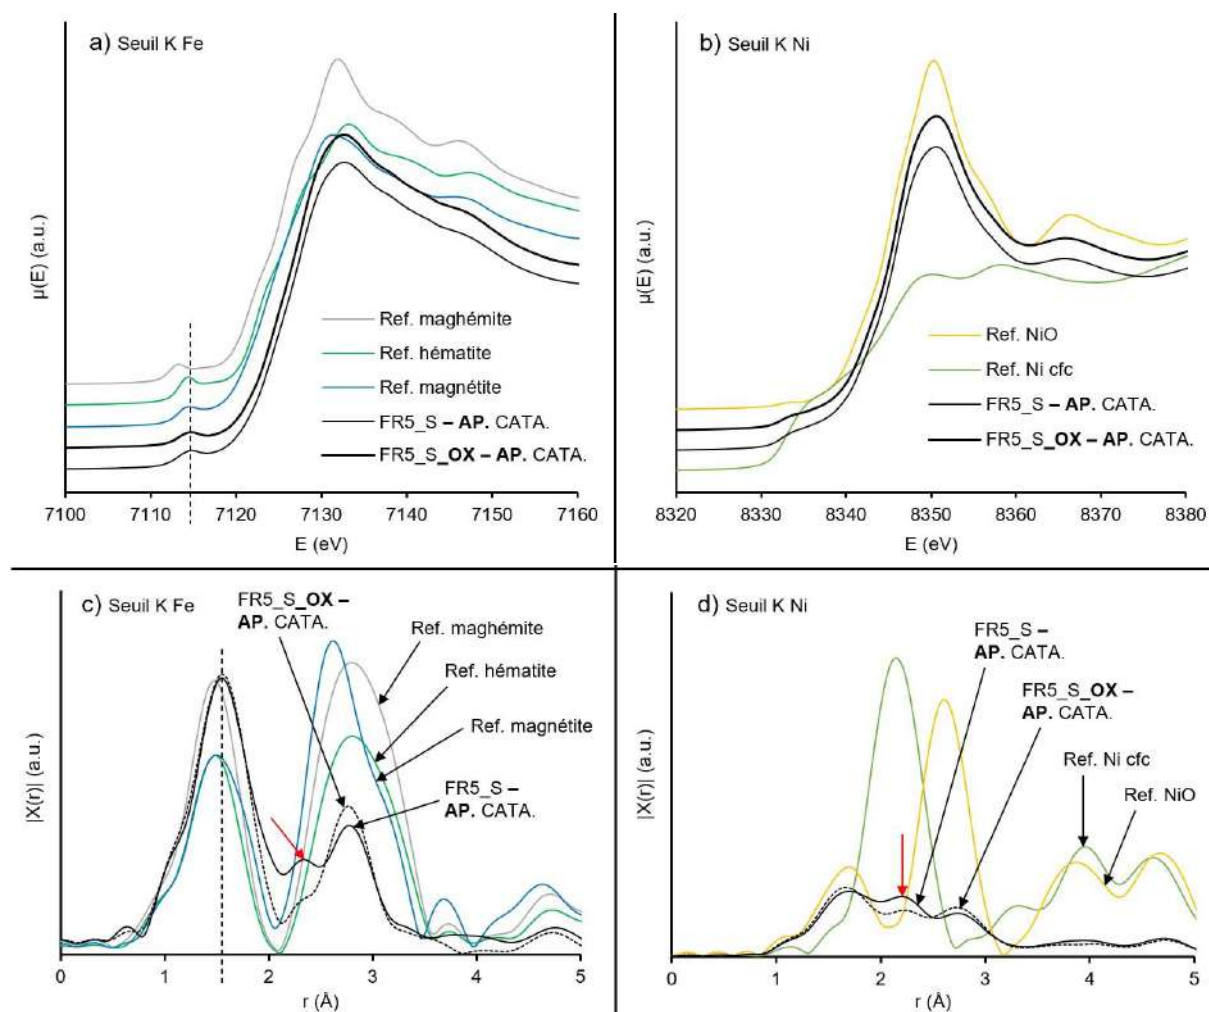 a) Seuil K Fe
μ(E) (a.u.)
Ref. maghémite
Ref. hématite
Ref. magnétite
FR5_S – AP. CATA.
FR5_S_OX – AP. CATA.
7100 7110 7120 7130 7140 7150 7160
E (eV)
b) Seuil K Ni
μ(E) (a.u.)
Ref. NiO
Ref. Ni cfc
FR5_S – AP. CATA.
FR5_S_OX – AP. CATA.
8320 8330 8340 8350 8360 8370 8380
E (eV)
c) Seuil K Fe
FR5_S_OX –
AP. CATA.
Ref. maghémite
Ref. hématite
Ref. magnétite
FR5_S –
AP. CATA.
|X(r)| (a.u.)
0 1 2 3 4 5
r (Å)
d) Seuil K Ni
FR5_S –
AP. CATA.
FR5_S_OX –
AP. CATA.
Ref. Ni cfc
Ref. NiO
|X(r)| (a.u.)
0 1 2 3 4 5
r (Å)